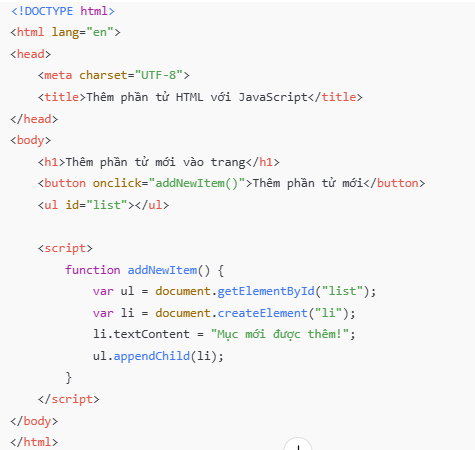 <!DOCTYPE html>
<html lang="en">
<head>
    <meta charset="UTF-8">
    <title>Thêm phần tử HTML với JavaScript</title>
</head>
<body>
    <h1>Thêm phần tử mới vào trang</h1>
    <button onclick="addNewItem()">Thêm phần tử mới</button>
    <ul id="list"></ul>

    <script>
        function addNewItem() {
            var ul = document.getElementById("list");
            var li = document.createElement("li");
            li.textContent = "Mục mới được thêm!";
            ul.appendChild(li);
        }
    </script>
</body>
</html>